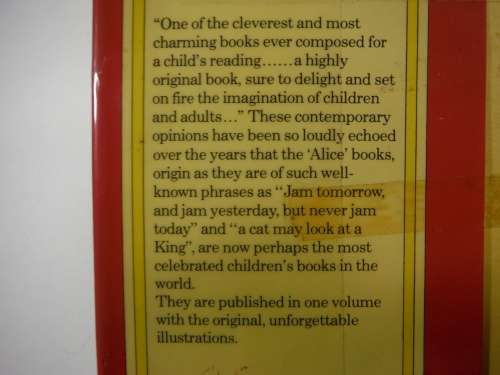 “One of the cleverest and most
charming books ever composed for
a child’s reading......a highly
original book, sure to delight and set
on fire the imagination of children
and adults...” These contemporary
opinions have been so loudly echoed
over the years that the ‘Alice’ books,
origin as they are of such well-
known phrases as “Jam tomorrow,
and jam yesterday, but never jam
today” and “a cat may look at a
King”, are now perhaps the most
celebrated children’s books in the
world.
They are published in one volume
with the original, unforgettable
illustrations.